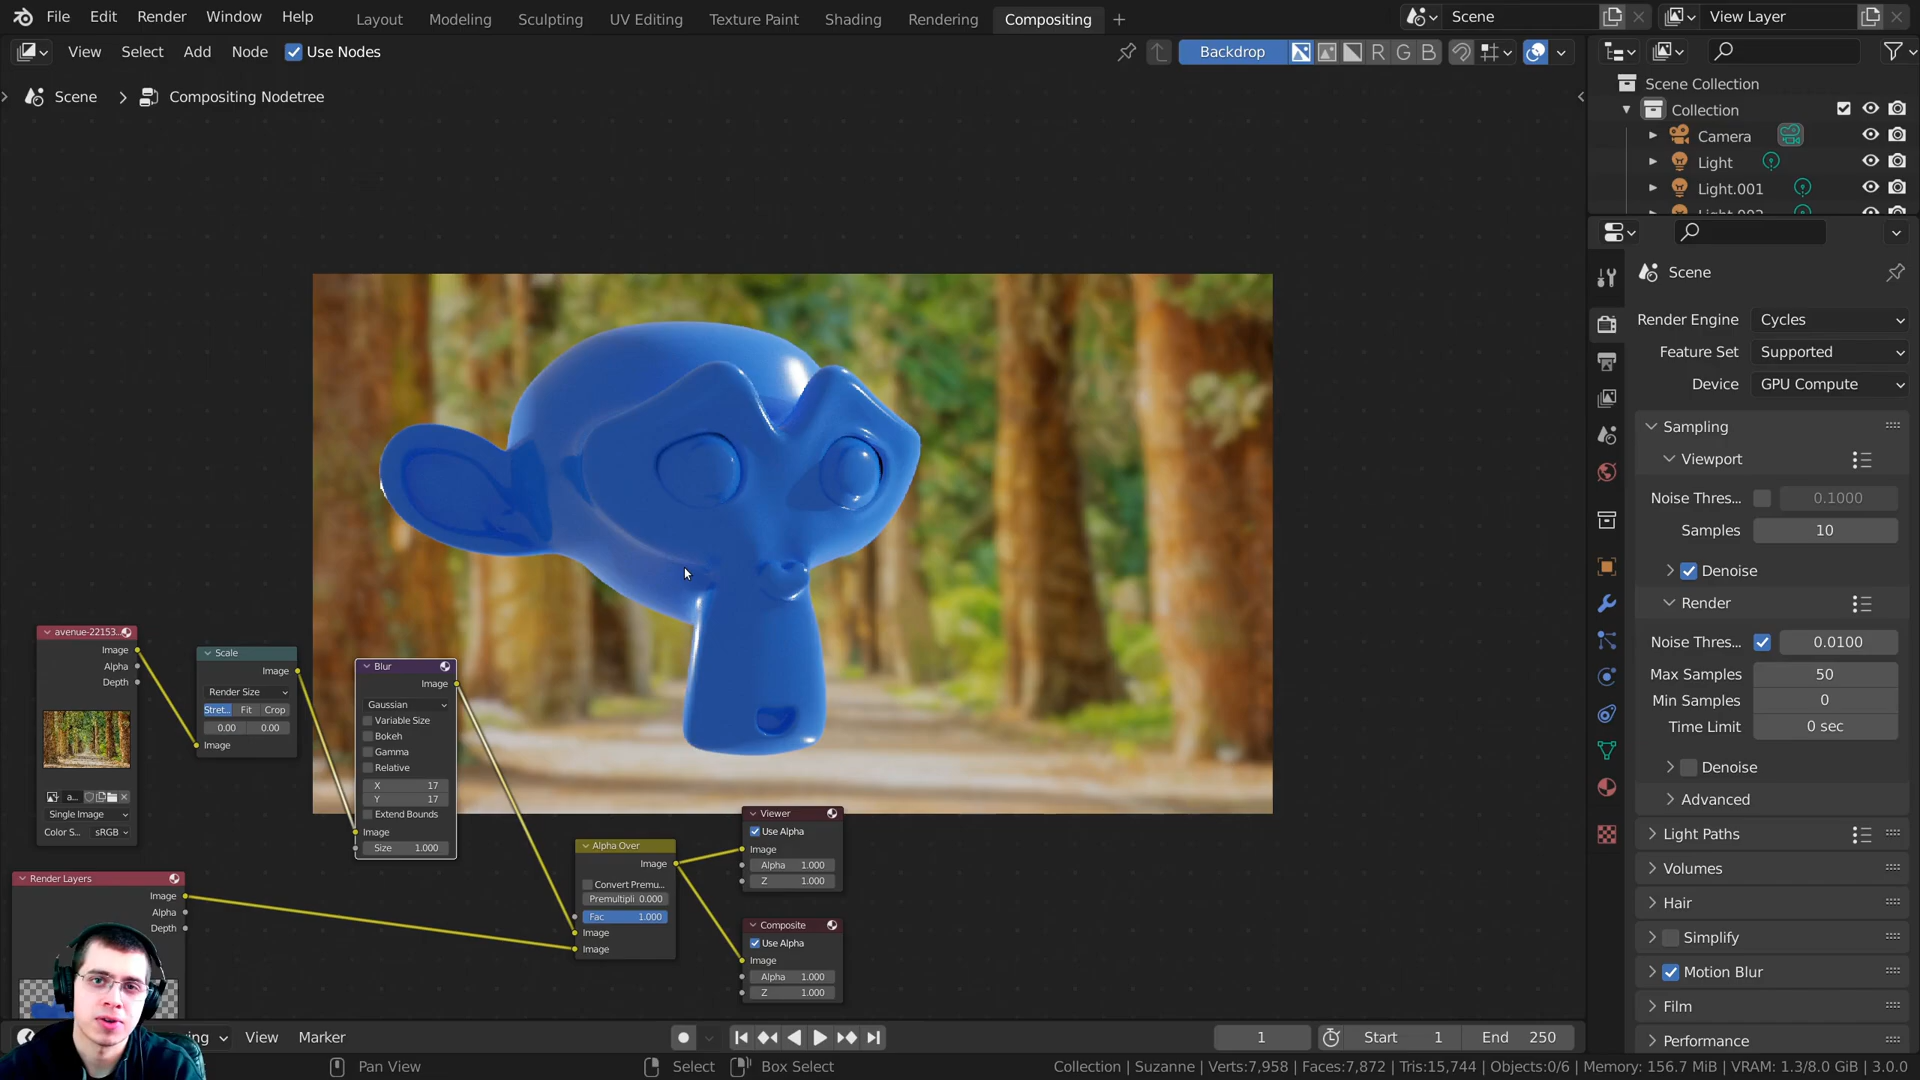 File Edit Render Window Help Layout Modeling Sculpting UV Editing Texture Paint Shading Rendering Compositing + Scene View Layer
View Select Add Node Use Nodes Backdrop R G B
Scene > Compositing Nodetree
Scene Collection
Collection
Camera
Light
Light.001
Light.002
Scene
Render Engine Cycles
Feature Set Supported
Device GPU Compute
Sampling
Viewport
Noise Thres... 0.1000
Samples 10
Denoise
Render
Noise Thres... 0.0100
Max Samples 50
Min Samples 0
Time Limit 0 sec
Denoise
Advanced
Light Paths
Volumes
Hair
Simplify
Motion Blur
Film
Performance
avenue-22153...
Image
Alpha
Depth
a...
Single Image
Color S... sRGB
Scale
Image
Render Size
Stret... Fit Crop
0.00 0.00
Image
Blur
Image
Gaussian
Variable Size
Bokeh
Gamma
Relative
X 17
Y 17
Extend Bounds
Image
Size 1.000
Render Layers
Image
Alpha
Depth
Alpha Over
Image
Convert Premu...
Premultipli 0.000
Fac 1.000
Image
Image
Viewer
Use Alpha
Image
Alpha 1.000
Z 1.000
Composite
Use Alpha
Image
Alpha 1.000
Z 1.000
View Marker 1 Start 1 End 250
Pan View Select Box Select Collection | Suzanne | Verts:7,958 | Faces:7,872 | Tris:15,744 | Objects:0/6 | Memory: 156.7 MiB | VRAM: 1.3/8.0 GiB | 3.0.0